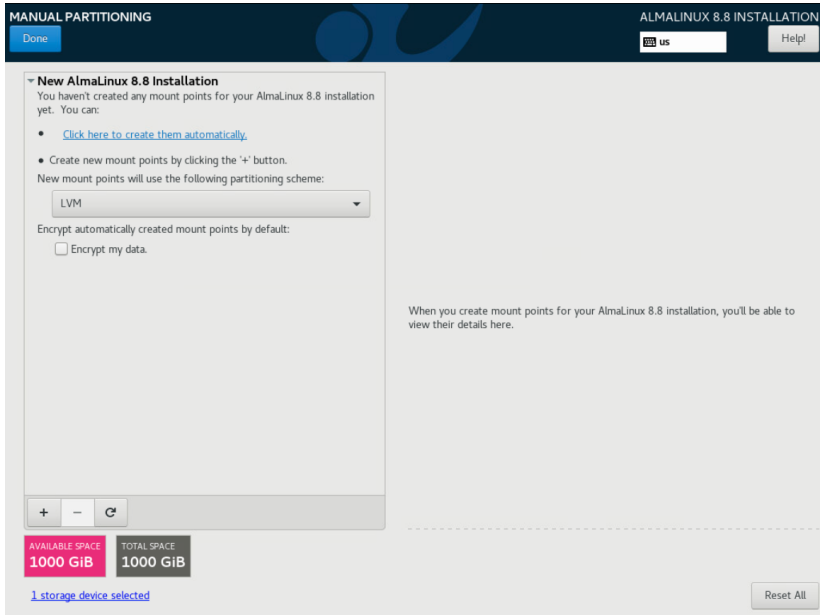 MANUAL PARTITIONING
ALMALINUX 8.8 INSTALLATION
Done
us
Help!
New AlmaLinux 8.8 Installation
You haven't created any mount points for your AlmaLinux 8.8 installation
yet. You can:
• Click here to create them automatically.
• Create new mount points by clicking the '+' button.
New mount points will use the following partitioning scheme:
LVM
Encrypt automatically created mount points by default:
Encrypt my data.
When you create mount points for your AlmaLinux 8.8 installation, you'll be able to
view their details here.
+ −
AVAILABLE SPACE
1000 GiB
TOTAL SPACE
1000 GiB
1 storage device selected
Reset All